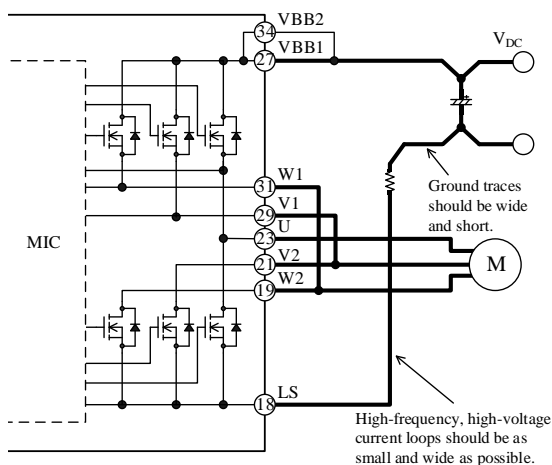 VBB2
34
VBB1
27
VDC
W1
31
V1
29
U
23
V2
21
W2
19
MIC
M
Ground traces
should be wide
and short.
LS
18
High-frequency, high-voltage
current loops should be as
small and wide as possible.